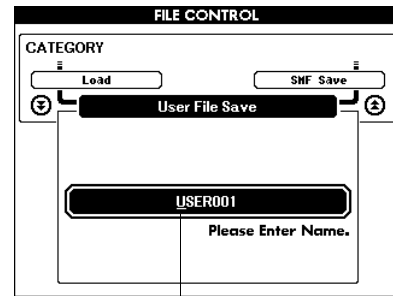 FILE CONTROL
CATEGORY
Load SMF Save
User File Save
USER001
Please Enter Name.